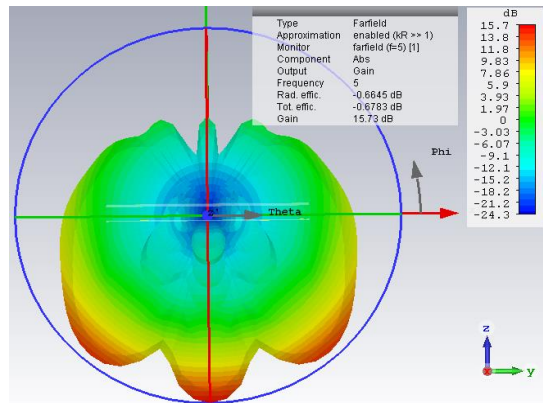 Type Farfield
Approximation enabled (kR >> 1)
Monitor farfield (f=5) [1]
Component Abs
Output Gain
Frequency 5
Rad. effic. -0.6645 dB
Tot. effic. -0.6783 dB
Gain 15.73 dB
dB
15.7
13.8
11.8
9.83
7.86
5.9
3.93
1.97
0
-3.03
-6.07
-9.1
-12.1
-15.2
-18.2
-21.2
-24.3
Phi
Theta
z
x
y